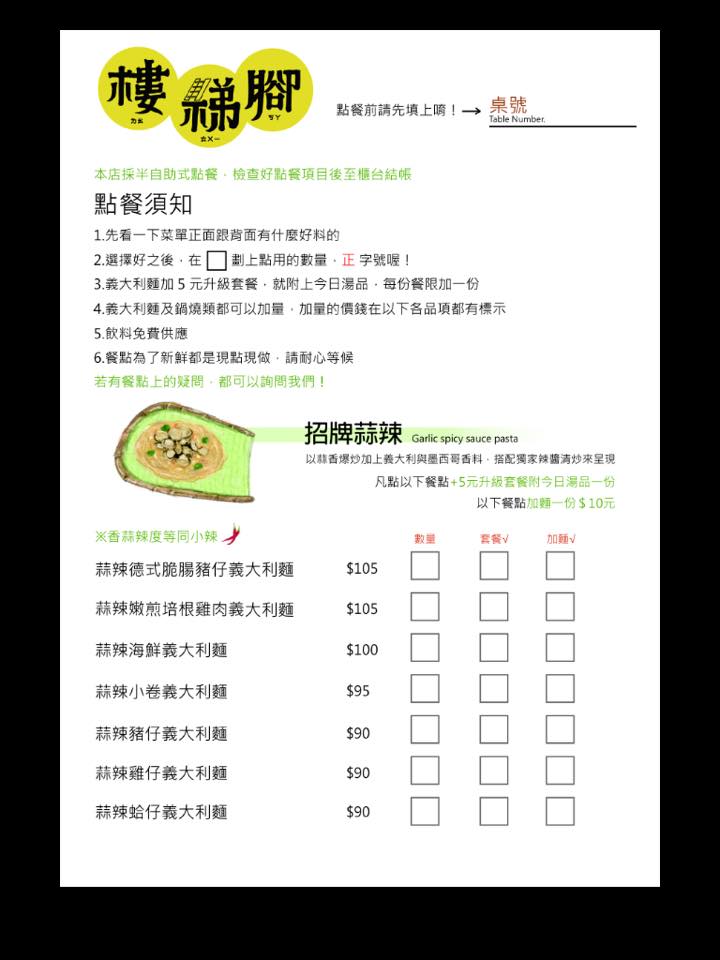 樓梯腳
ㄌㄠ ㄊㄨㄧ ㄎㄚ
點餐前請先填上唷！→ 桌號
Table Number.
本店採半自助式點餐，檢查好點餐項目後至櫃台結帳
點餐須知
1.先看一下菜單正面跟背面有什麼好料的
2.選擇好之後，在 □ 劃上點用的數量，正 字號喔！
3.義大利麵加 5 元升級套餐，就附上今日湯品，每份餐限加一份
4.義大利麵及鍋燒類都可以加量，加量的價錢在以下各品項都有標示
5.飲料免費供應
6.餐點為了新鮮都是現點現做，請耐心等候
若有餐點上的疑問，都可以詢問我們！
招牌蒜辣 Garlic spicy sauce pasta
以蒜香爆炒加上義大利與墨西哥香料，搭配獨家辣醬清炒來呈現
凡點以下餐點+5元升級套餐附今日湯品一份
以下餐點加麵一份＄10元
※香蒜辣度等同小辣 數量 套餐√ 加麵√
蒜辣德式脆腸豬仔義大利麵 $105
蒜辣嫩煎培根雞肉義大利麵 $105
蒜辣海鮮義大利麵 $100
蒜辣小卷義大利麵 $95
蒜辣豬仔義大利麵 $90
蒜辣雞仔義大利麵 $90
蒜辣蛤仔義大利麵 $90